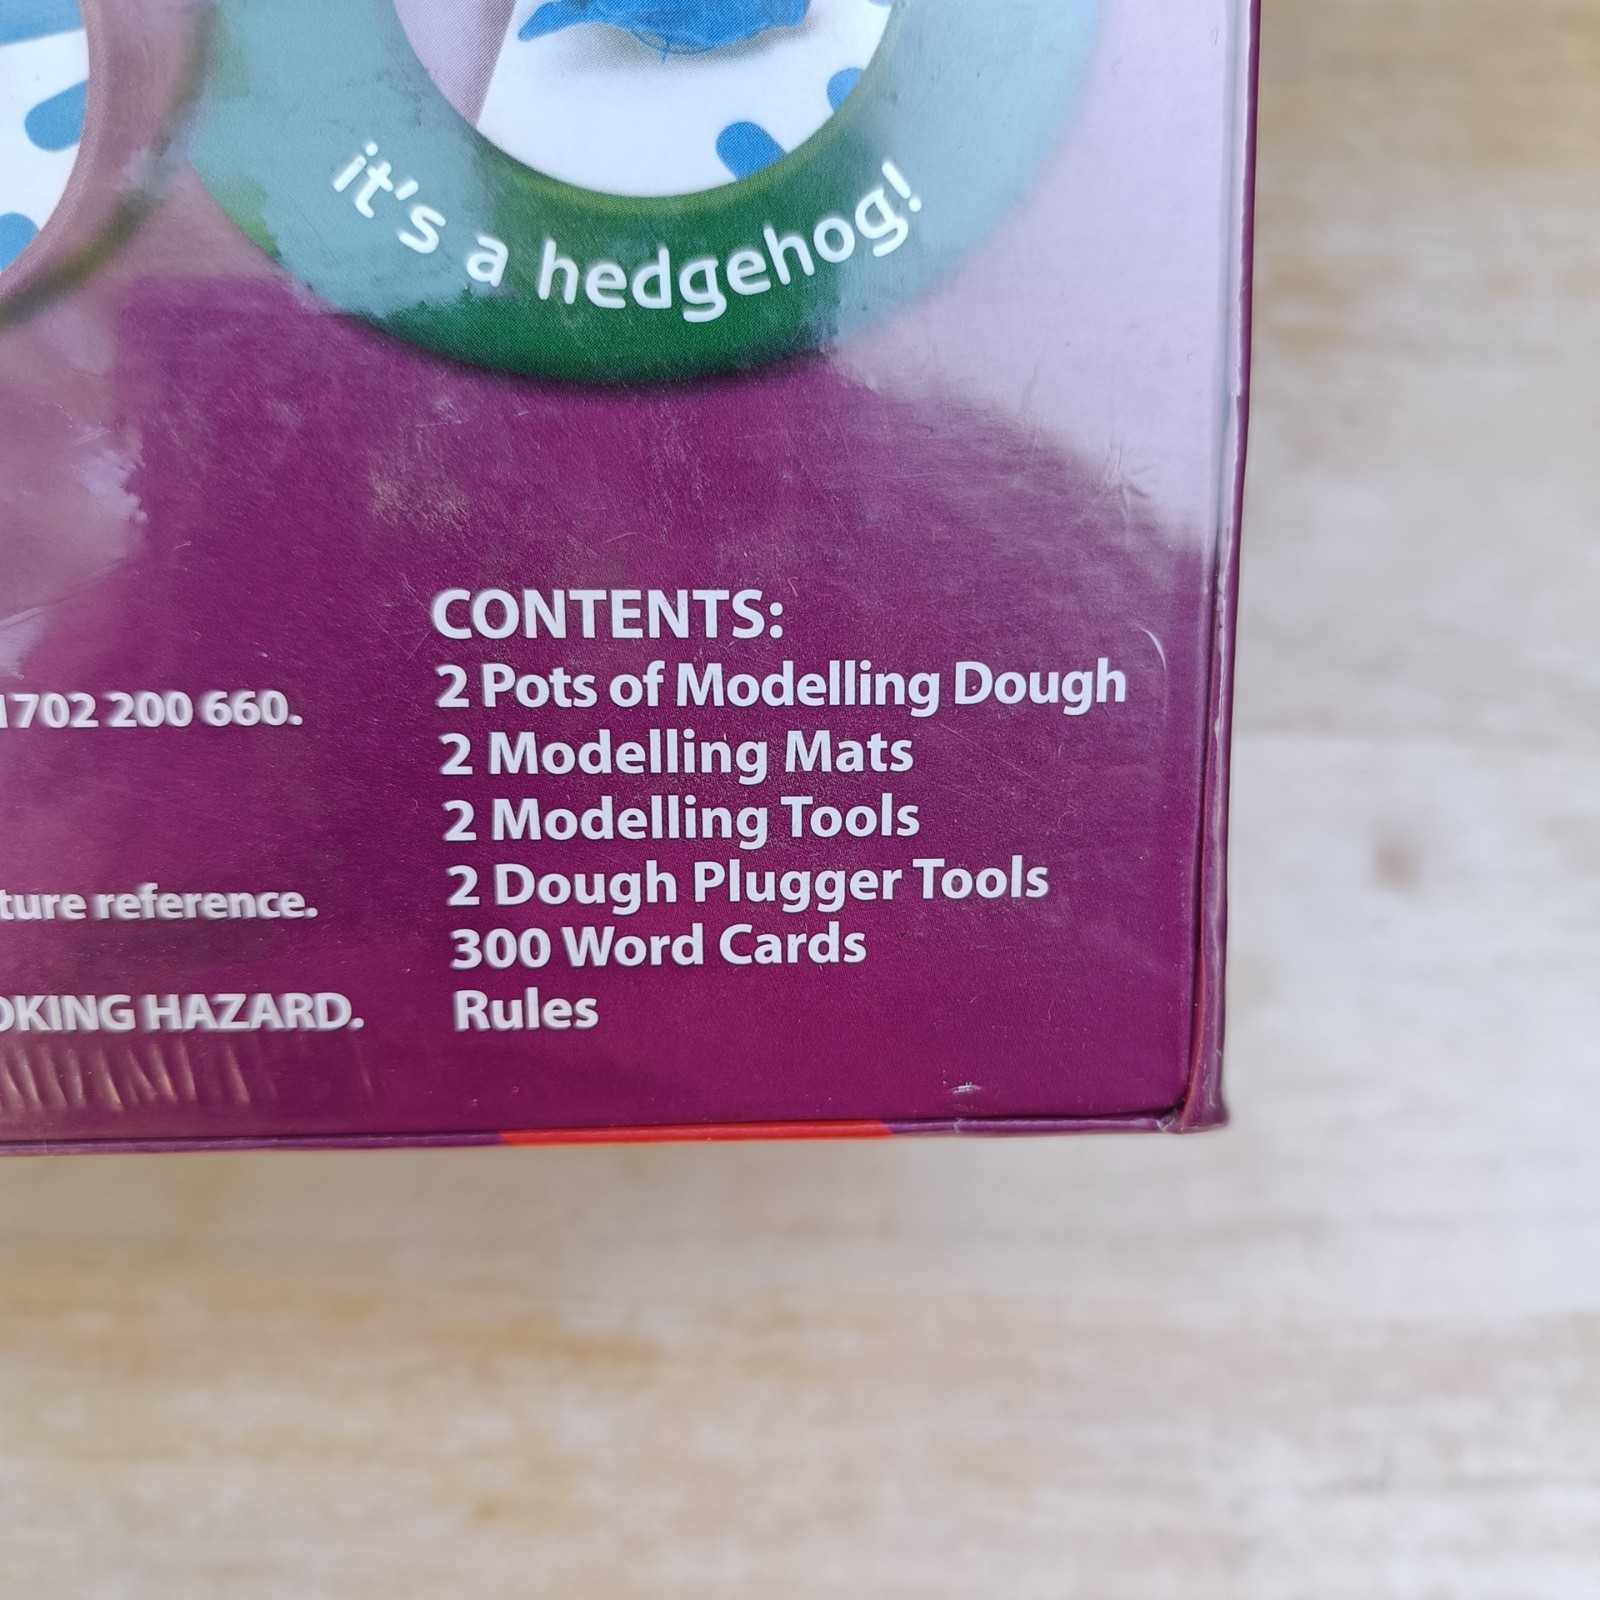 it's a hedgehog!
1702 200 660.
ture reference.
OKING HAZARD.
CONTENTS:
2 Pots of Modelling Dough
2 Modelling Mats
2 Modelling Tools
2 Dough Plugger Tools
300 Word Cards
Rules